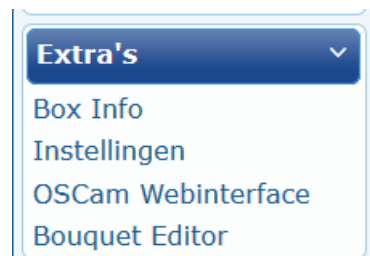 Extra's
Box Info
Instellingen
OSCam Webinterface
Bouquet Editor